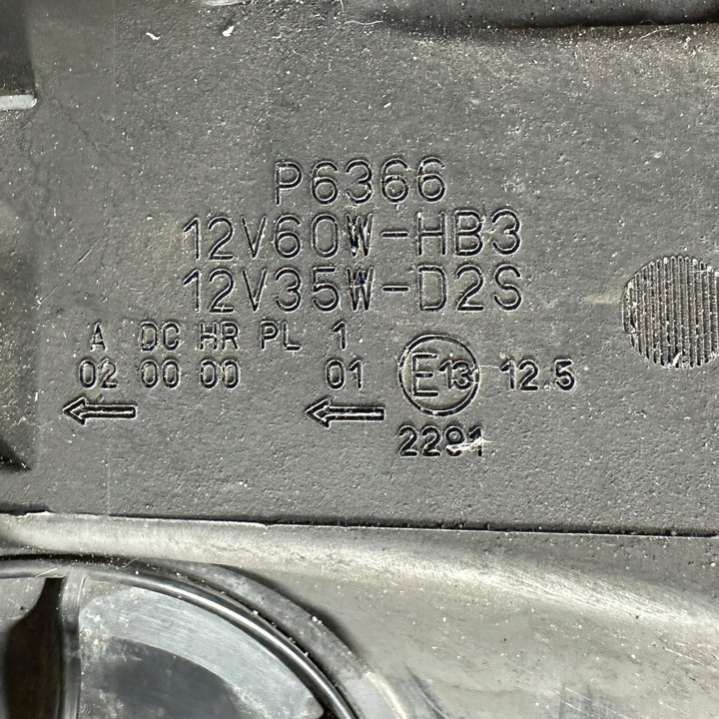 P6366
12V60W-HB3
12V35W-D2S
A DC HR PL 1
02 00 00 01 E13 12.5
2291